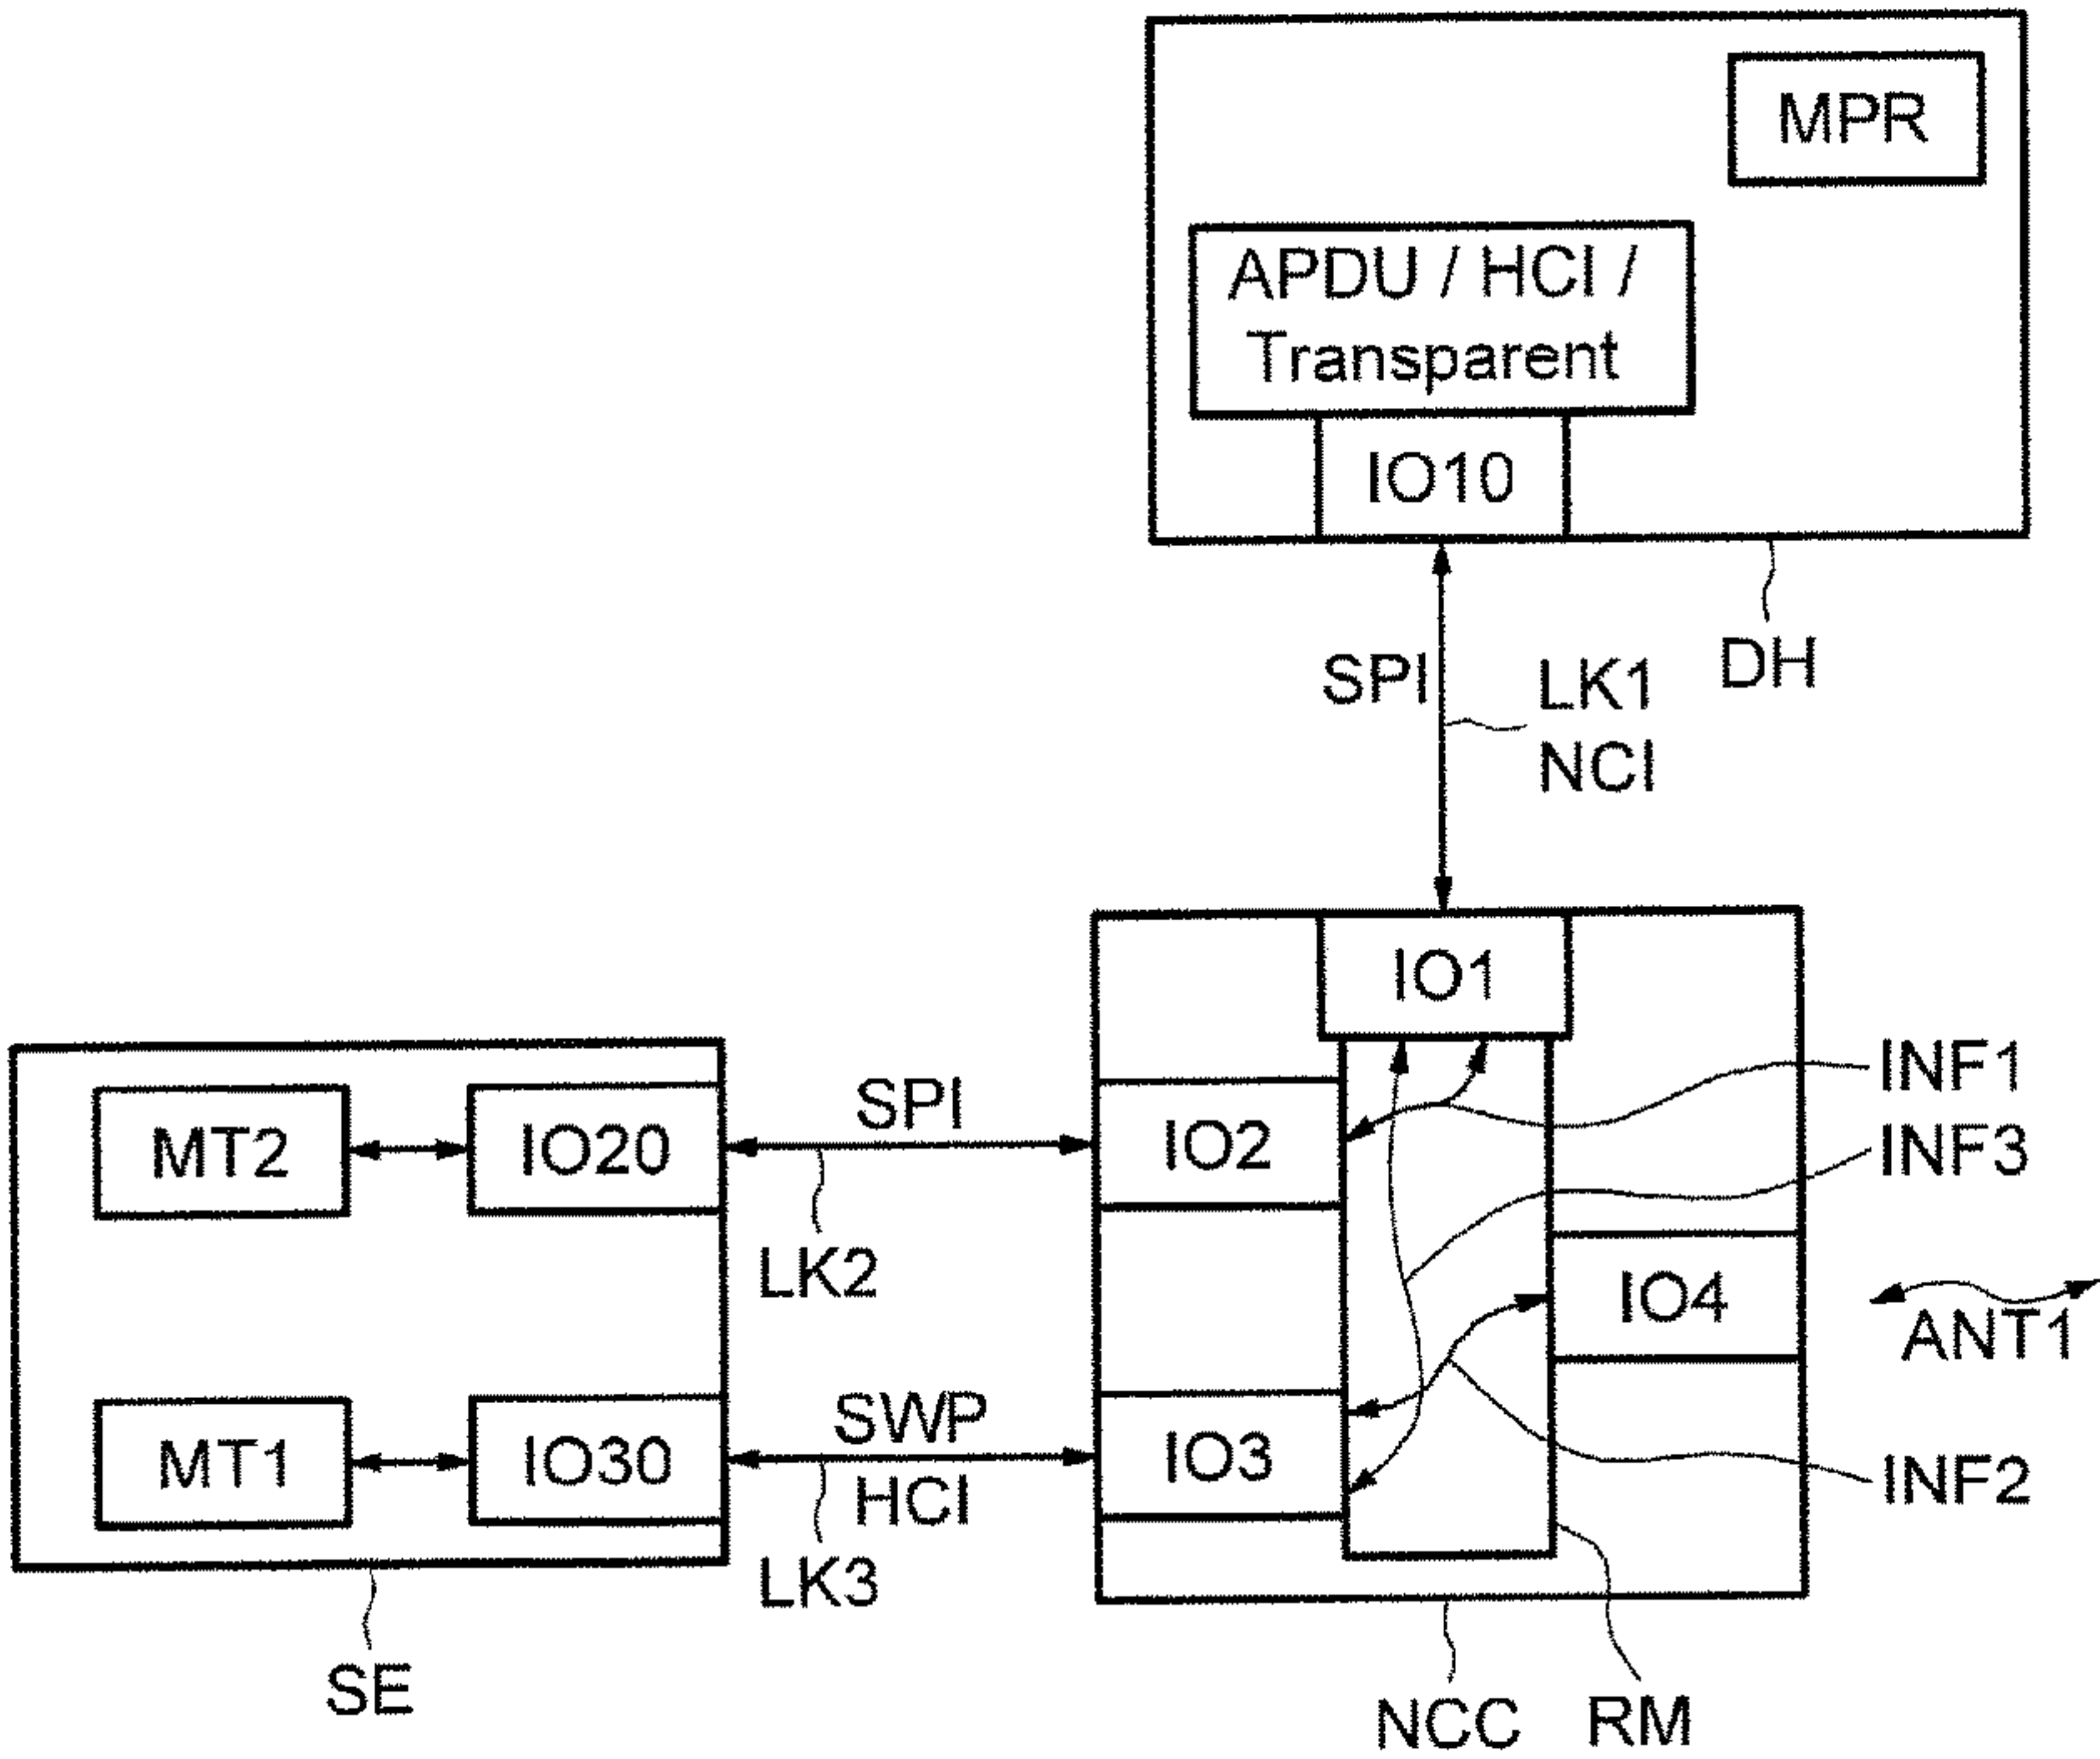 MPR
APDU / HCI /
Transparent
IO10
DH
SPI
LK1
NCI
IO1
INF1
INF3
MT2
IO20
SPI
IO2
LK2
IO4
ANT1
MT1
IO30
SWP
HCI
IO3
INF2
LK3
SE
NCC
RM